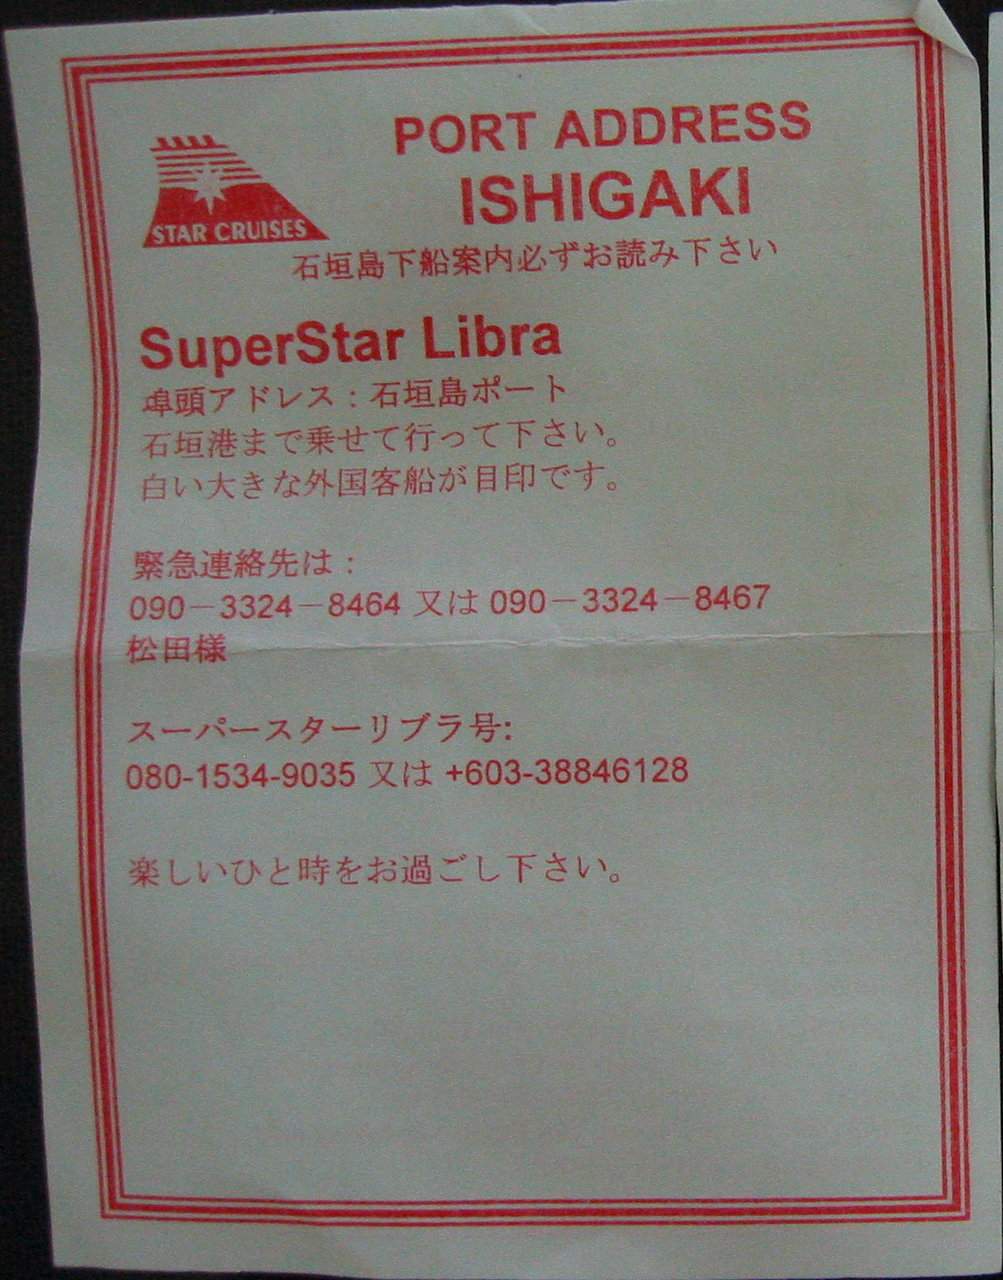 STAR CRUISES
PORT ADDRESS
ISHIGAKI
石垣島下船案内必ずお読み下さい
SuperStar Libra
埠頭アドレス：石垣島ポート
石垣港まで乗せて行って下さい。
白い大きな外国客船が目印です。
緊急連絡先は：
090－3324－8464 又は 090－3324－8467
松田様
スーパースターリブラ号:
080-1534-9035 又は +603-38846128
楽しいひと時をお過ごし下さい。